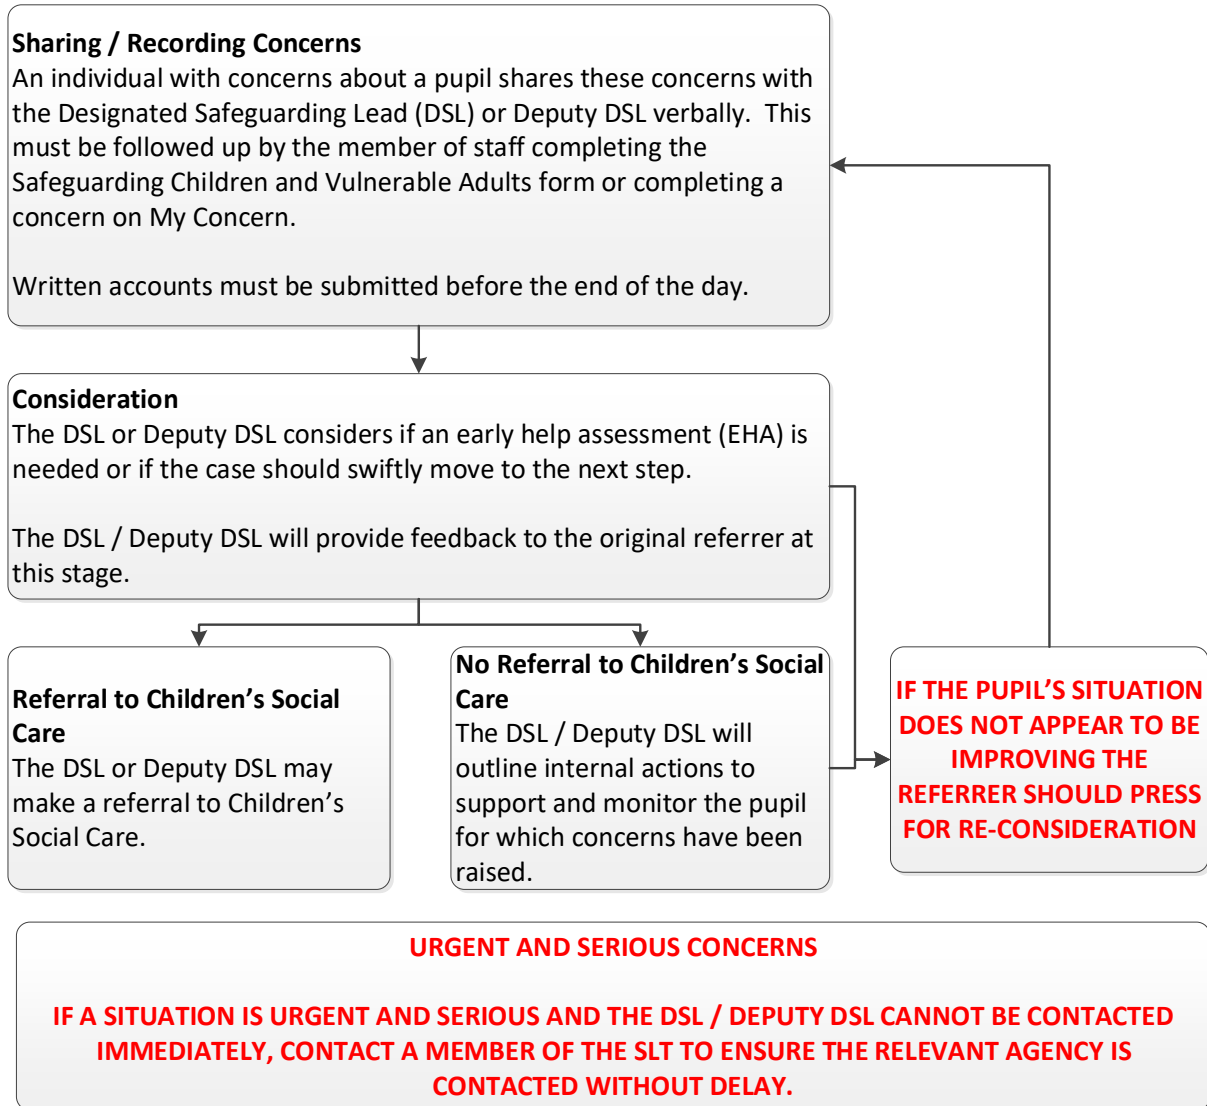 Sharing / Recording Concerns
An individual with concerns about a pupil shares these concerns with
the Designated Safeguarding Lead (DSL) or Deputy DSL verbally.  This
must be followed up by the member of staff completing the
Safeguarding Children and Vulnerable Adults form or completing a
concern on My Concern.
Written accounts must be submitted before the end of the day.
Consideration
The DSL or Deputy DSL considers if an early help assessment (EHA) is
needed or if the case should swiftly move to the next step.
The DSL / Deputy DSL will provide feedback to the original referrer at
this stage.
Referral to Children’s Social
Care
The DSL or Deputy DSL may
make a referral to Children’s
Social Care.
No Referral to Children’s Social
Care
The DSL / Deputy DSL will
outline internal actions to
support and monitor the pupil
for which concerns have been
raised.
IF THE PUPIL’S SITUATION
DOES NOT APPEAR TO BE
IMPROVING THE
REFERRER SHOULD PRESS
FOR RE-CONSIDERATION
URGENT AND SERIOUS CONCERNS
IF A SITUATION IS URGENT AND SERIOUS AND THE DSL / DEPUTY DSL CANNOT BE CONTACTED
IMMEDIATELY, CONTACT A MEMBER OF THE SLT TO ENSURE THE RELEVANT AGENCY IS
CONTACTED WITHOUT DELAY.